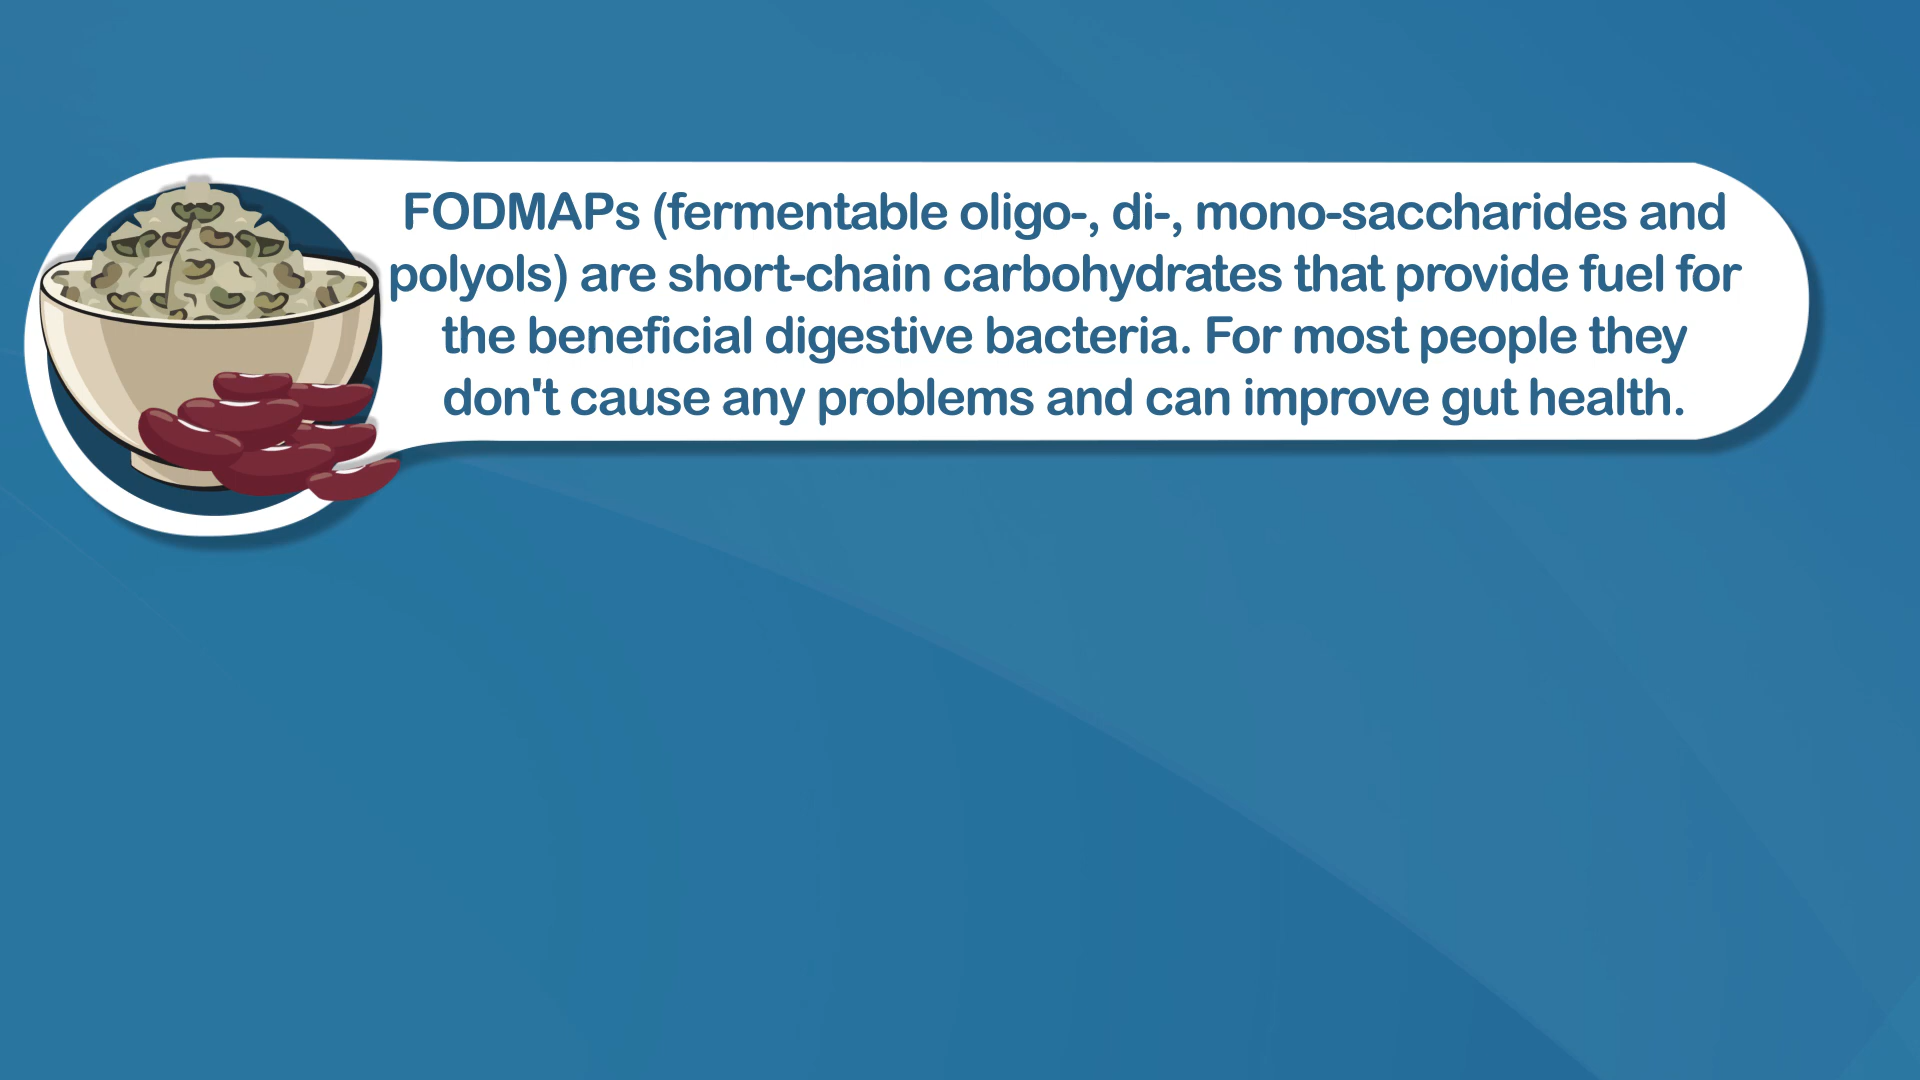 FODMAPs (fermentable oligo-, di-, mono-saccharides and
polyols) are short-chain carbohydrates that provide fuel for
the beneficial digestive bacteria. For most people they
don't cause any problems and can improve gut health.